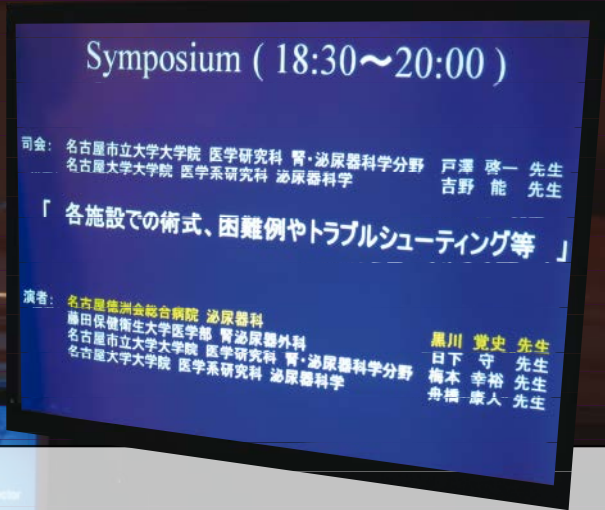 Symposium ( 18:30〜20:00 )
司会: 名古屋市立大学大学院 医学研究科 腎・泌尿器科学分野 戸澤 啓一 先生
名古屋大学大学院 医学系研究科 泌尿器科学 吉野 能 先生
「 各施設での術式、困難例やトラブルシューティング等 」
演者: 名古屋徳洲会総合病院 泌尿器科 黒川 覚史 先生
藤田保健衛生大学医学部 腎泌尿器外科 日下 守 先生
名古屋市立大学大学院 医学研究科 腎・泌尿器科学分野 梅本 幸裕 先生
名古屋大学大学院 医学系研究科 泌尿器科学 舟橋 康人 先生